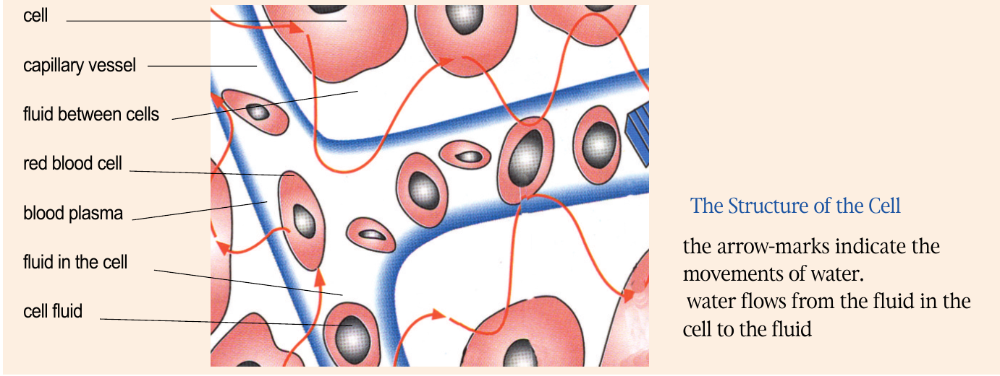 cell
capillary vessel
fluid between cells
red blood cell
blood plasma
fluid in the cell
cell fluid
The Structure of the Cell
the arrow-marks indicate the
movements of water.
water flows from the fluid in the
cell to the fluid